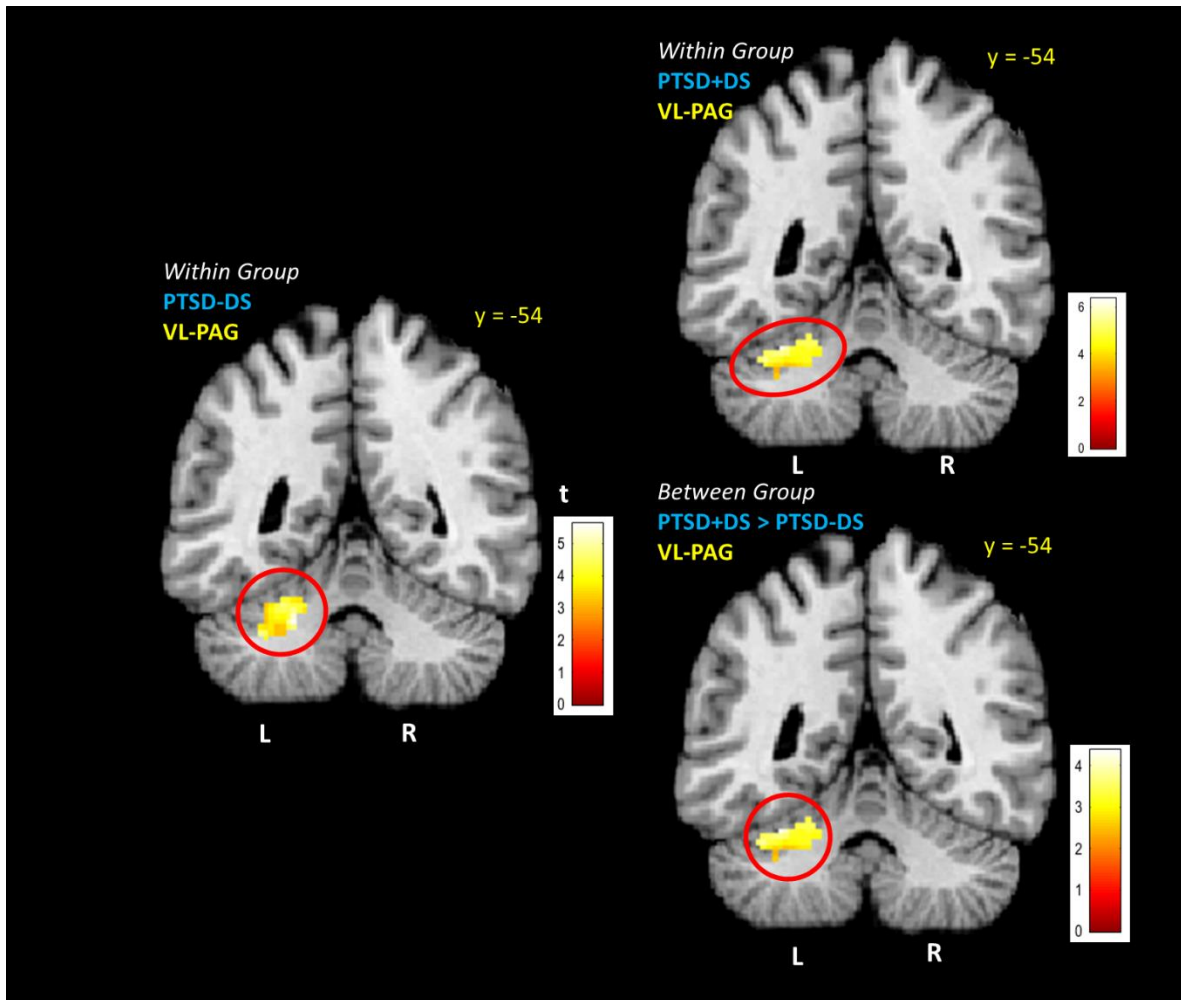 Within Group
PTSD-DS
VL-PAG
y = -54
t
5
4
3
2
1
0
L
R
Within Group
PTSD+DS
VL-PAG
y = -54
6
4
2
0
L
R
Between Group
PTSD+DS > PTSD-DS
VL-PAG
y = -54
4
3
2
1
0
L
R